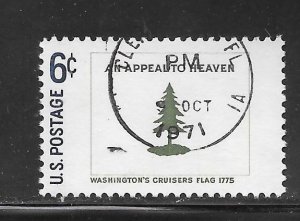 6¢
U.S. POSTAGE
AN APPEAL TO HEAVEN
PM
OCT
1971
WASHINGTON'S CRUISERS FLAG 1775